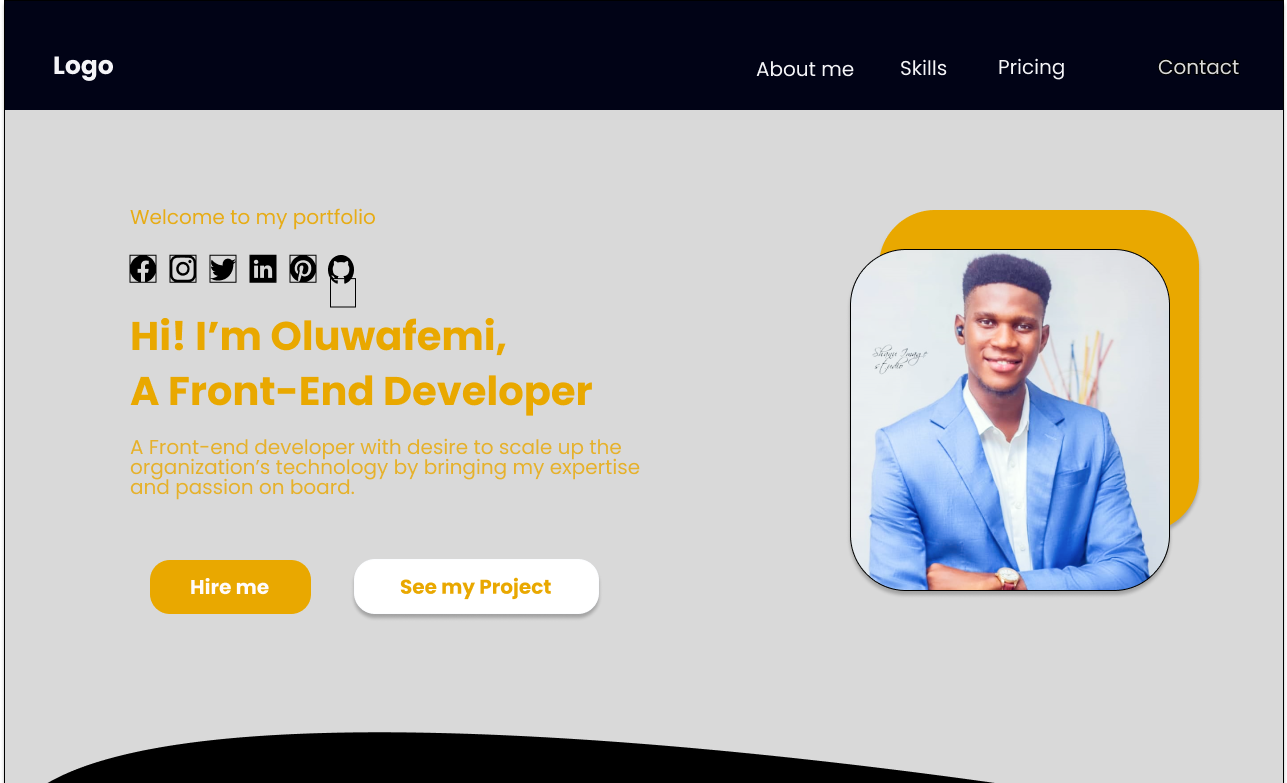 Logo
About me Skills Pricing Contact
Welcome to my portfolio
Hi! I’m Oluwafemi,
A Front-End Developer
A Front-end developer with desire to scale up the
organization’s technology by bringing my expertise
and passion on board.
Hire me
See my Project
Shanu Image
studio